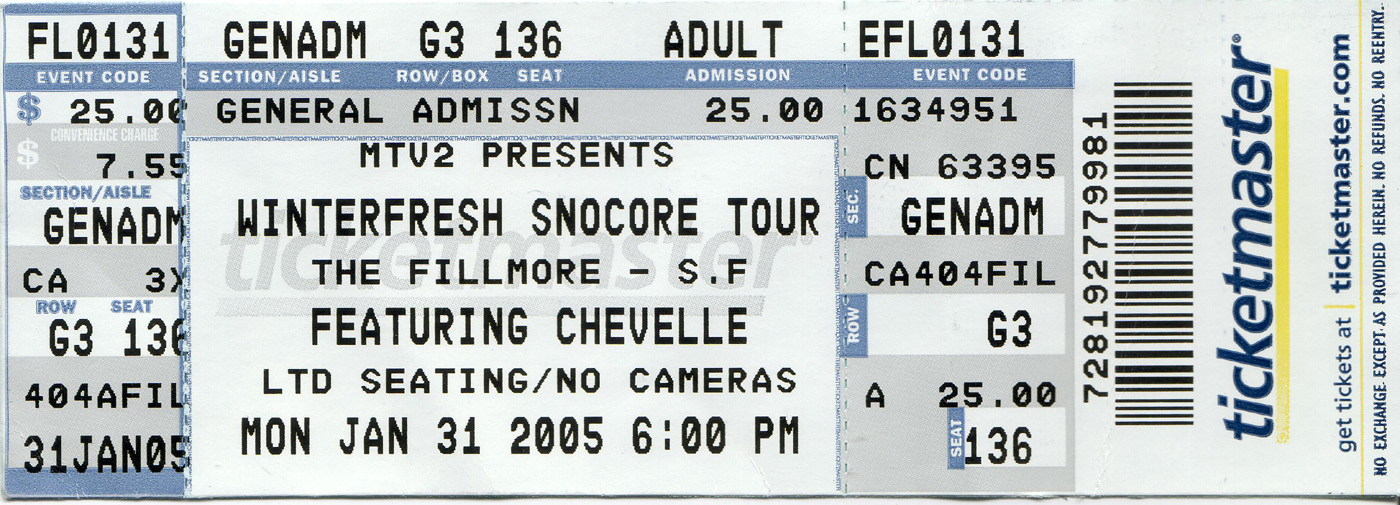 FL0131 GENADM G3 136 ADULT EFL0131
EVENT CODE SECTION/AISLE ROW/BOX SEAT ADMISSION EVENT CODE
$ 25.00 GENERAL ADMISSN 25.00 1634951
CONVENIENCE CHARGE
$ 7.55
SECTION/AISLE
GENADM
CA 3X
ROW SEAT
G3 136
404AFIL
31JAN05
MTV2 PRESENTS
WINTERFRESH SNOCORE TOUR
THE FILLMORE - S.F
FEATURING CHEVELLE
LTD SEATING/NO CAMERAS
MON JAN 31 2005 6:00 PM
ticketmaster®
CN 63395
SEC. GENADM
CA404FIL
ROW G3
A 25.00
SEAT 136
728192779981
ticketmaster®
get tickets at | ticketmaster.com
NO EXCHANGE EXCEPT AS PROVIDED HEREIN. NO REFUNDS. NO REENTRY.